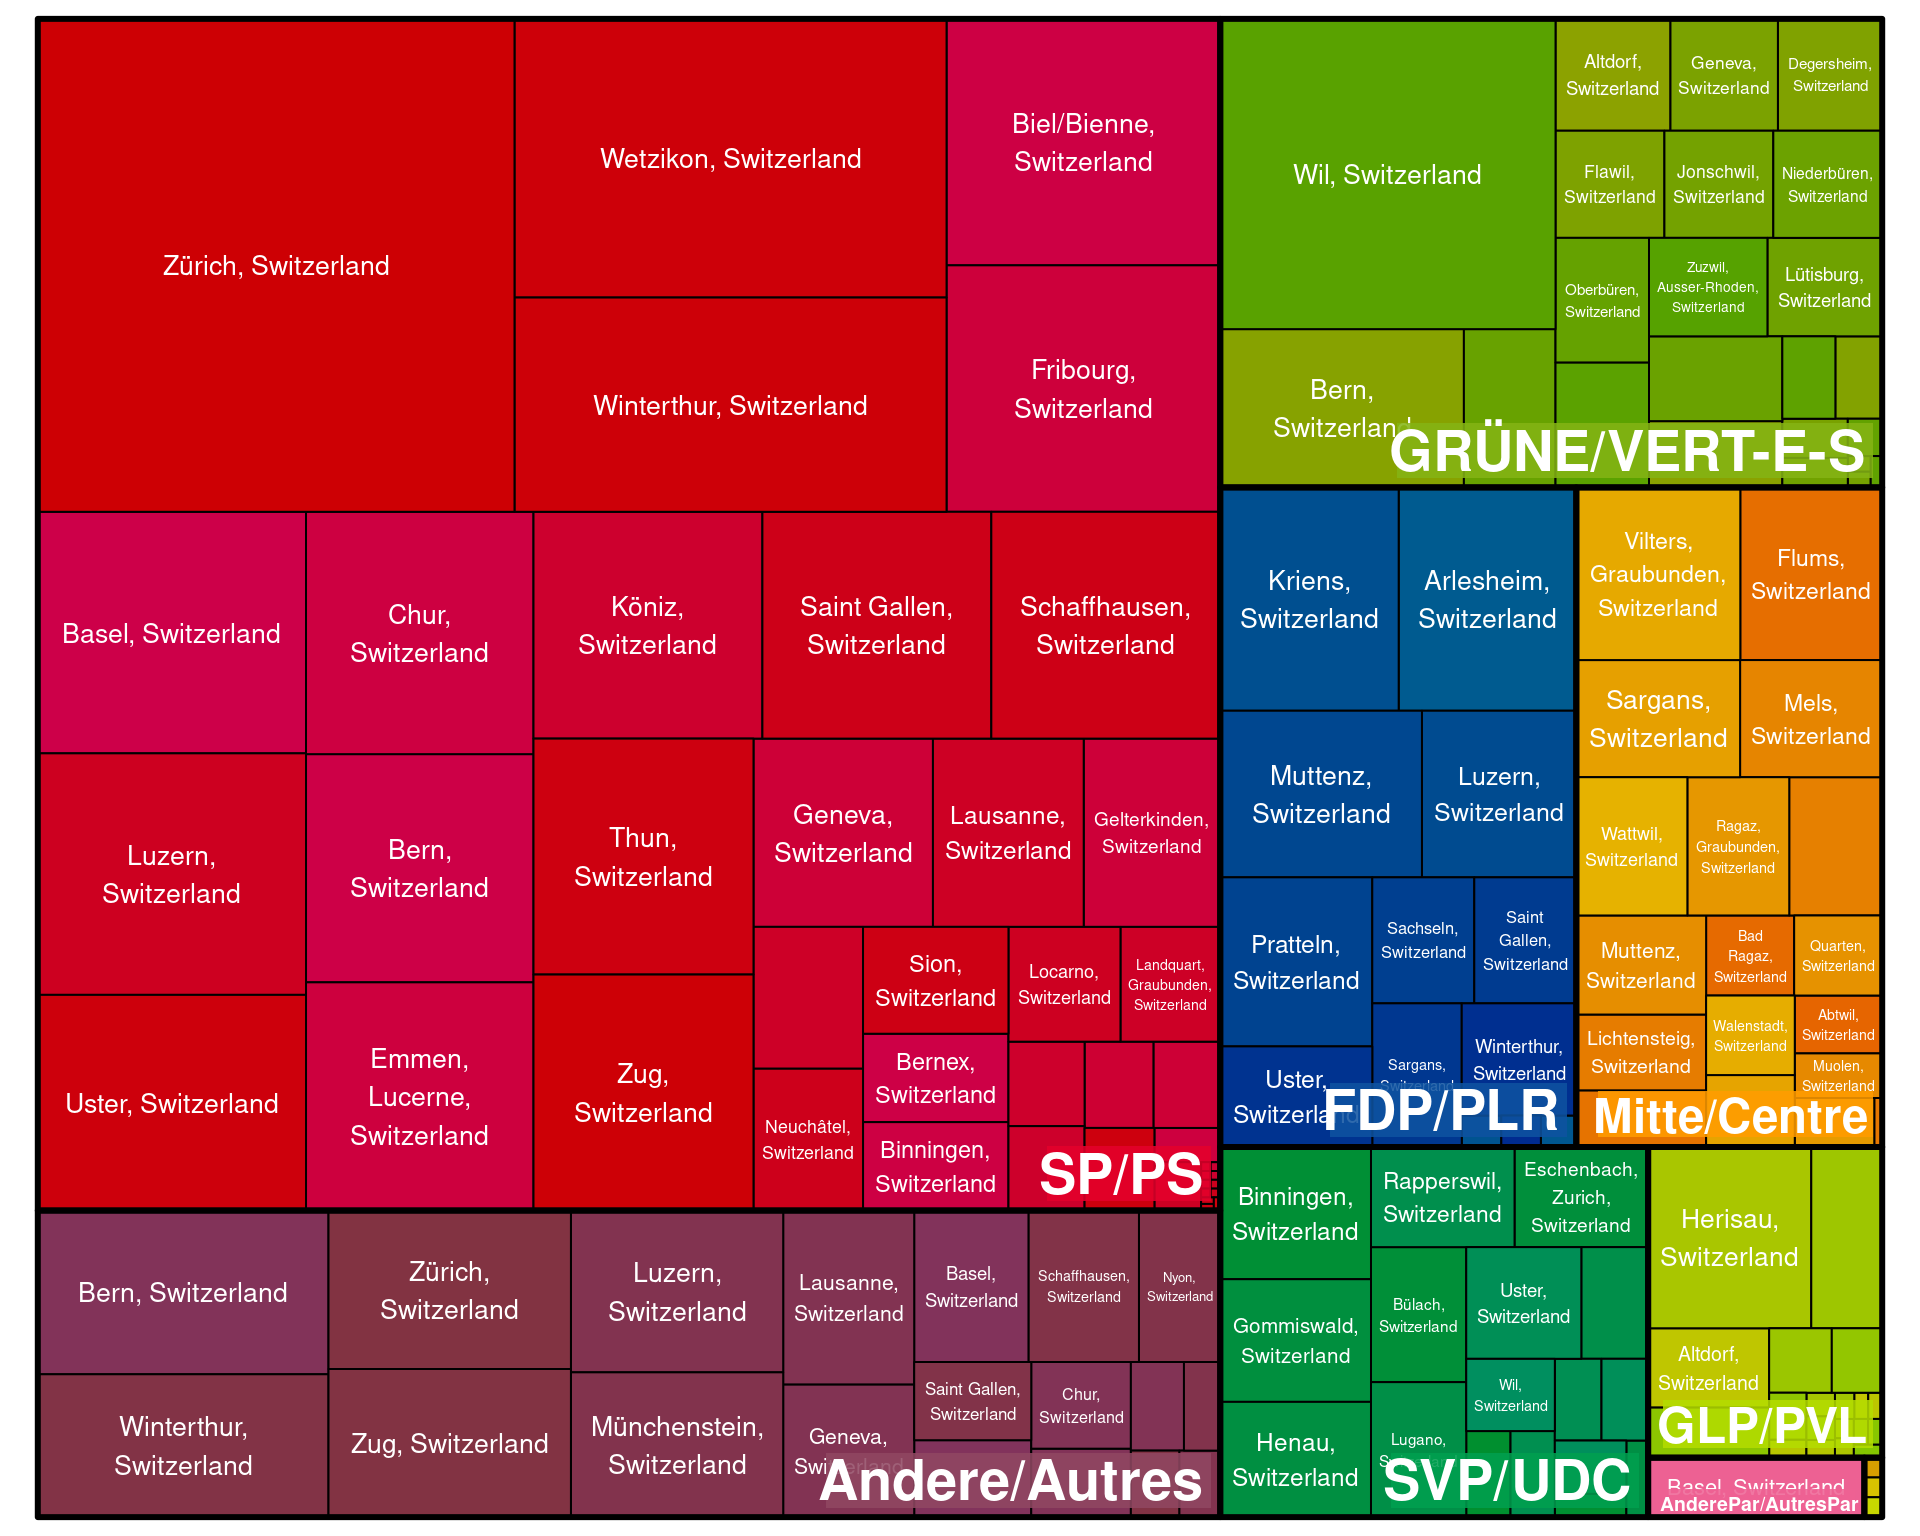 Zürich, Switzerland
Wetzikon, Switzerland
Winterthur, Switzerland
Biel/Bienne,
Switzerland
Fribourg,
Switzerland
Basel, Switzerland
Chur,
Switzerland
Köniz,
Switzerland
Saint Gallen,
Switzerland
Schaffhausen,
Switzerland
Luzern,
Switzerland
Bern,
Switzerland
Thun,
Switzerland
Geneva,
Switzerland
Lausanne,
Switzerland
Gelterkinden,
Switzerland
Uster, Switzerland
Emmen,
Lucerne,
Switzerland
Zug,
Switzerland
Sion,
Switzerland
Locarno,
Switzerland
Landquart,
Graubunden,
Switzerland
Bernex,
Switzerland
Neuchâtel,
Switzerland
Binningen,
Switzerland
SP/PS
Wil, Switzerland
Altdorf,
Switzerland
Geneva,
Switzerland
Degersheim,
Switzerland
Flawil,
Switzerland
Jonschwil,
Switzerland
Niederbüren,
Switzerland
Oberbüren,
Switzerland
Zuzwil,
Ausser-Rhoden,
Switzerland
Lütisburg,
Switzerland
Bern,
Switzerland
GRÜNE/VERT-E-S
Kriens,
Switzerland
Arlesheim,
Switzerland
Muttenz,
Switzerland
Luzern,
Switzerland
Pratteln,
Switzerland
Sachseln,
Switzerland
Saint
Gallen,
Switzerland
Uster,
Switzerland
Sargans,
Switzerland
Winterthur,
Switzerland
FDP/PLR
Vilters,
Graubunden,
Switzerland
Flums,
Switzerland
Sargans,
Switzerland
Mels,
Switzerland
Wattwil,
Switzerland
Ragaz,
Graubunden,
Switzerland
Muttenz,
Switzerland
Bad
Ragaz,
Switzerland
Quarten,
Switzerland
Lichtensteig,
Switzerland
Walenstadt,
Switzerland
Abtwil,
Switzerland
Muolen,
Switzerland
Mitte/Centre
Bern, Switzerland
Zürich,
Switzerland
Luzern,
Switzerland
Lausanne,
Switzerland
Basel,
Switzerland
Schaffhausen,
Switzerland
Nyon,
Switzerland
Winterthur,
Switzerland
Zug, Switzerland
Münchenstein,
Switzerland
Geneva,
Switzerland
Saint Gallen,
Switzerland
Chur,
Switzerland
Andere/Autres
Binningen,
Switzerland
Rapperswil,
Switzerland
Eschenbach,
Zurich,
Switzerland
Gommiswald,
Switzerland
Bülach,
Switzerland
Uster,
Switzerland
Wil,
Switzerland
Henau,
Switzerland
Lugano,
SVP/UDC
Herisau,
Switzerland
Altdorf,
Switzerland
GLP/PVL
Basel, Switzerland
AnderePar/AutresPar